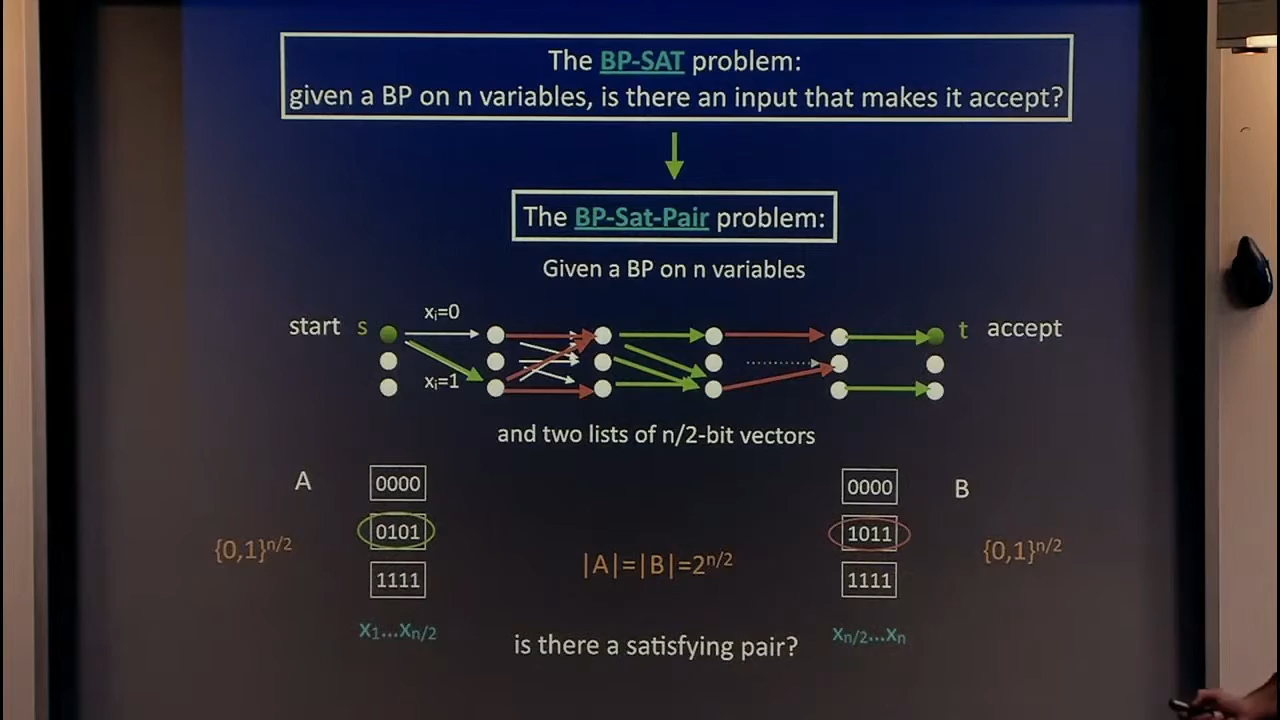 The BP-SAT problem:
given a BP on n variables, is there an input that makes it accept?
The BP-Sat-Pair problem:
Given a BP on n variables
xᵢ=0
start s
t accept
xᵢ=1
and two lists of n/2-bit vectors
A
0000
0000
B
0101
1011
{0,1}^{n/2}
|A|=|B|=2^{n/2}
{0,1}^{n/2}
1111
1111
x₁...x_{n/2}
is there a satisfying pair?
x_{n/2}...xₙ